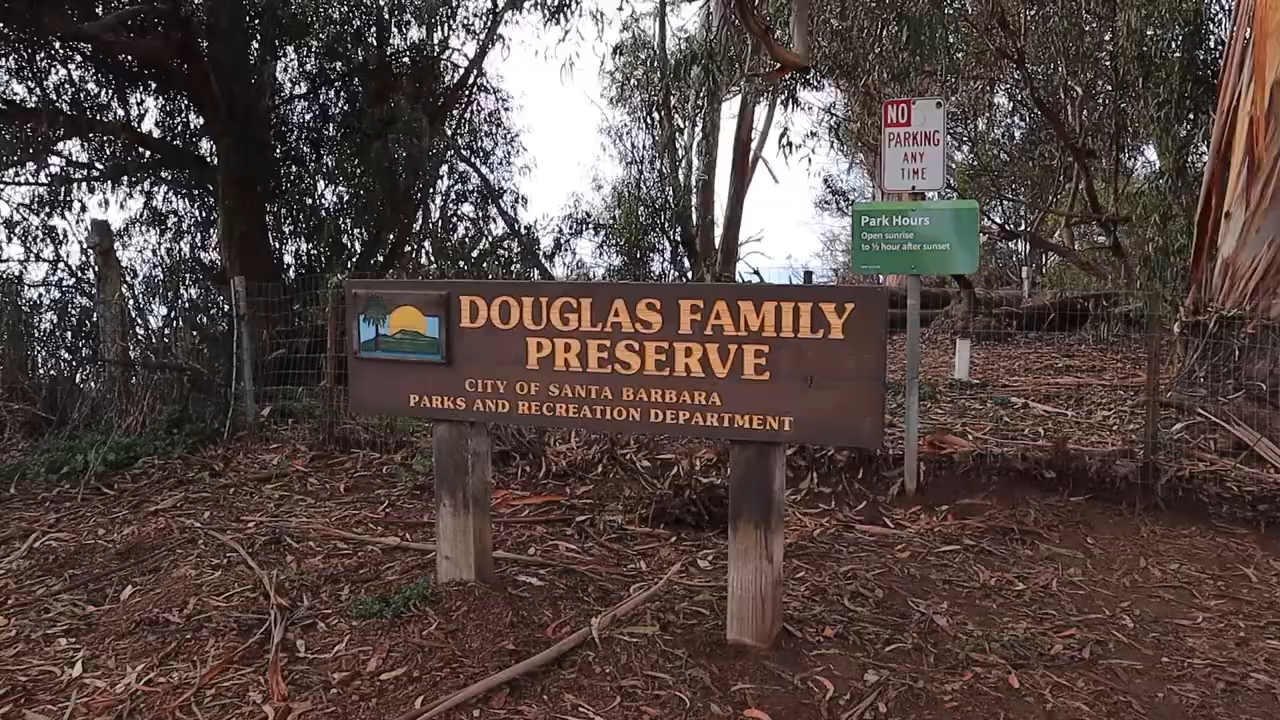 NO
PARKING
ANY
TIME
Park Hours
Open sunrise
to ½ hour after sunset
DOUGLAS FAMILY
PRESERVE
CITY OF SANTA BARBARA
PARKS AND RECREATION DEPARTMENT